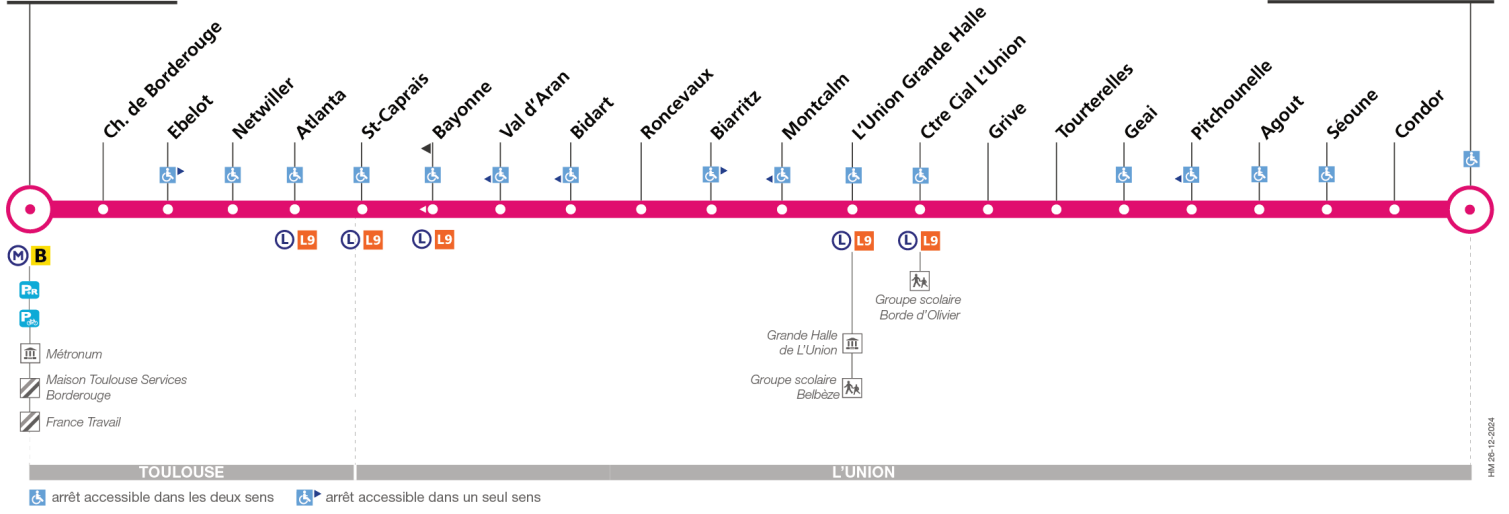 Ch. de Borderouge
Ebelot
Netwiller
Atlanta
St-Caprais
Bayonne
Val d'Aran
Bidart
Roncevaux
Biarritz
Montcalm
L'Union Grande Halle
Ctre Cial L'Union
Grive
Tourterelles
Geai
Pitchounelle
Agout
Séoune
Condor
L L9
L L9
L L9
L L9
L L9
M B
P+R
P
Groupe scolaire
Borde d'Olivier
Grande Halle
de L'Union
Métronum
Maison Toulouse Services
Borderouge
Groupe scolaire
Belbèze
France Travail
HM 26-12-2024
TOULOUSE
L'UNION
arrêt accessible dans les deux sens
arrêt accessible dans un seul sens